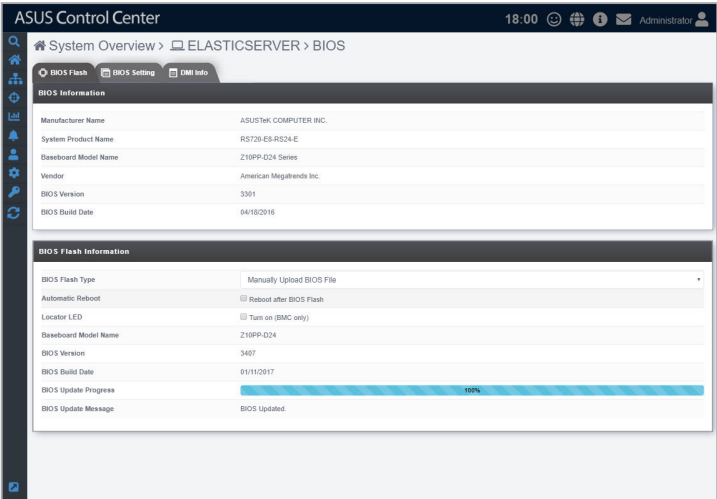 ASUS Control Center
18:00 Administrator
System Overview > ELASTICSERVER > BIOS
BIOS Flash BIOS Setting DMI Info
BIOS Information
Manufacturer Name ASUSTeK COMPUTER INC.
System Product Name RS720-E8-RS24-E
Baseboard Model Name Z10PP-D24 Series
Vendor American Megatrends Inc.
BIOS Version 3301
BIOS Build Date 04/18/2016
BIOS Flash Information
BIOS Flash Type Manually Upload BIOS File
Automatic Reboot Reboot after BIOS Flash
Locator LED Turn on (BMC only)
Baseboard Model Name Z10PP-D24
BIOS Version 3407
BIOS Build Date 01/11/2017
BIOS Update Progress 100%
BIOS Update Message BIOS Updated.